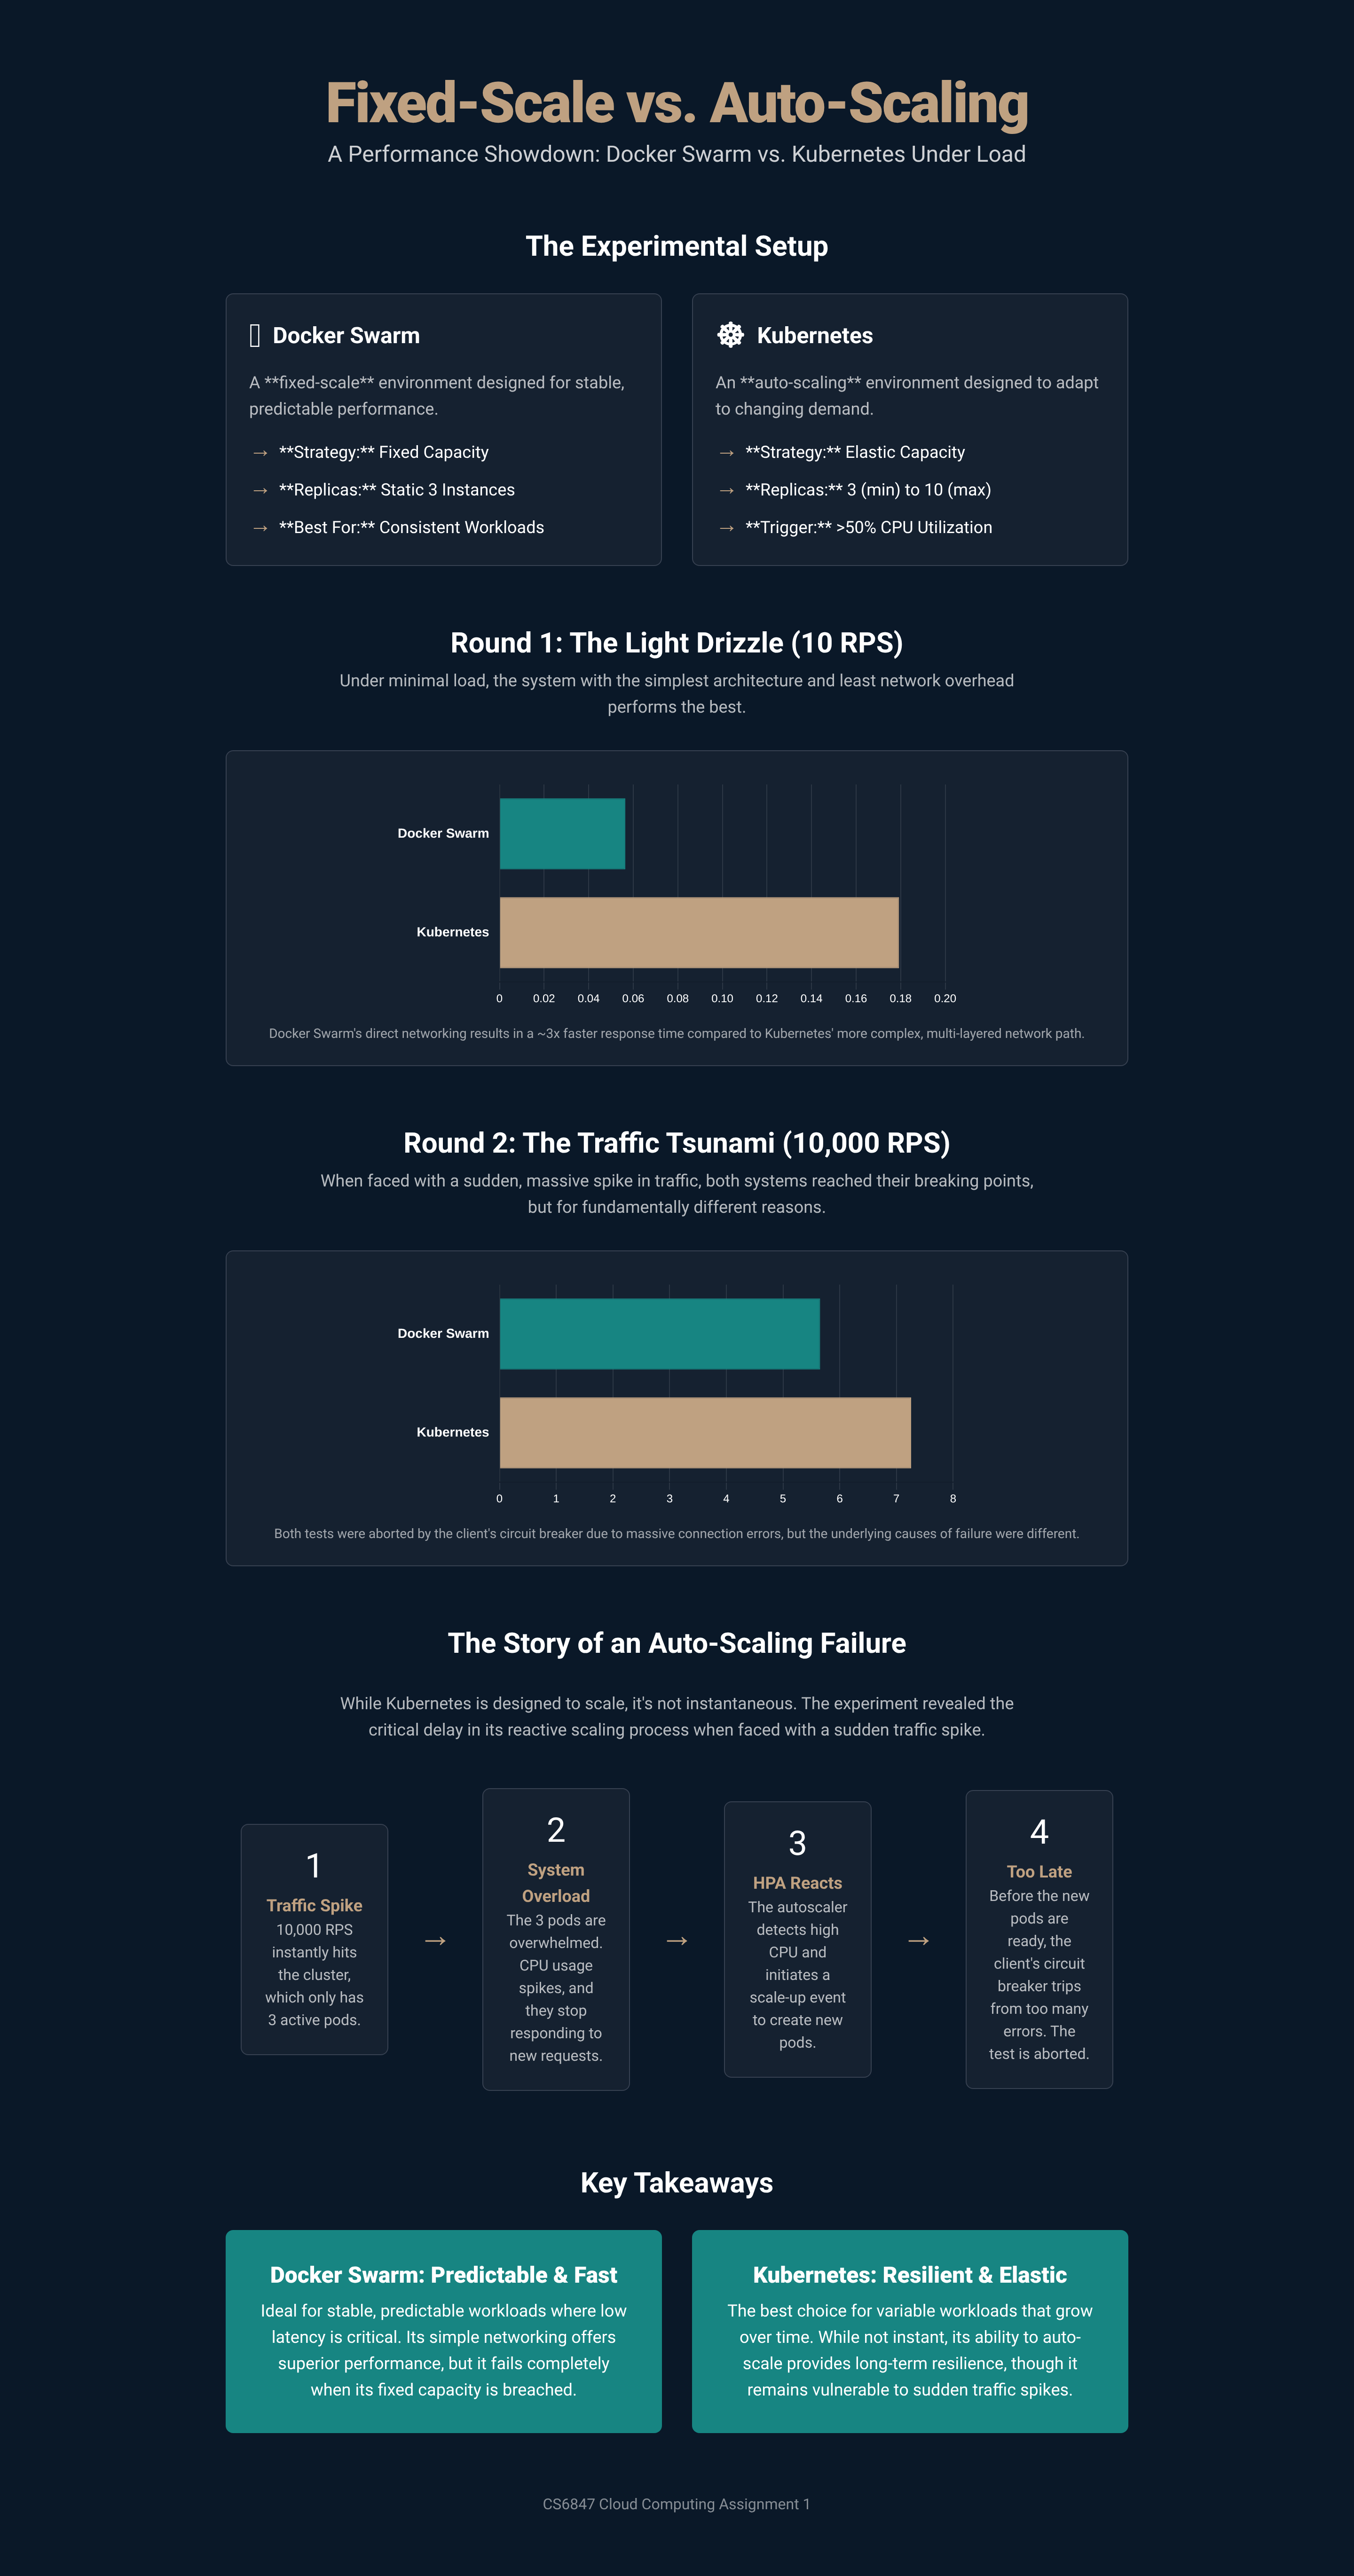 Fixed-Scale vs. Auto-Scaling
A Performance Showdown: Docker Swarm vs. Kubernetes Under Load
The Experimental Setup
Docker Swarm
A **fixed-scale** environment designed for stable,
predictable performance.
→ **Strategy:** Fixed Capacity
→ **Replicas:** Static 3 Instances
→ **Best For:** Consistent Workloads
☸ Kubernetes
An **auto-scaling** environment designed to adapt
to changing demand.
→ **Strategy:** Elastic Capacity
→ **Replicas:** 3 (min) to 10 (max)
→ **Trigger:** >50% CPU Utilization
Round 1: The Light Drizzle (10 RPS)
Under minimal load, the system with the simplest architecture and least network overhead
performs the best.
Docker Swarm
Kubernetes
0 0.02 0.04 0.06 0.08 0.10 0.12 0.14 0.16 0.18 0.20
Docker Swarm's direct networking results in a ~3x faster response time compared to Kubernetes' more complex, multi-layered network path.
Round 2: The Traffic Tsunami (10,000 RPS)
When faced with a sudden, massive spike in traffic, both systems reached their breaking points,
but for fundamentally different reasons.
Docker Swarm
Kubernetes
0 1 2 3 4 5 6 7 8
Both tests were aborted by the client's circuit breaker due to massive connection errors, but the underlying causes of failure were different.
The Story of an Auto-Scaling Failure
While Kubernetes is designed to scale, it's not instantaneous. The experiment revealed the
critical delay in its reactive scaling process when faced with a sudden traffic spike.
1
Traffic Spike
10,000 RPS
instantly hits
the cluster,
which only has
3 active pods.
→
2
System
Overload
The 3 pods are
overwhelmed.
CPU usage
spikes, and
they stop
responding to
new requests.
→
3
HPA Reacts
The autoscaler
detects high
CPU and
initiates a
scale-up event
to create new
pods.
→
4
Too Late
Before the new
pods are
ready, the
client's circuit
breaker trips
from too many
errors. The
test is aborted.
Key Takeaways
Docker Swarm: Predictable & Fast
Ideal for stable, predictable workloads where low
latency is critical. Its simple networking offers
superior performance, but it fails completely
when its fixed capacity is breached.
Kubernetes: Resilient & Elastic
The best choice for variable workloads that grow
over time. While not instant, its ability to auto-
scale provides long-term resilience, though it
remains vulnerable to sudden traffic spikes.
CS6847 Cloud Computing Assignment 1